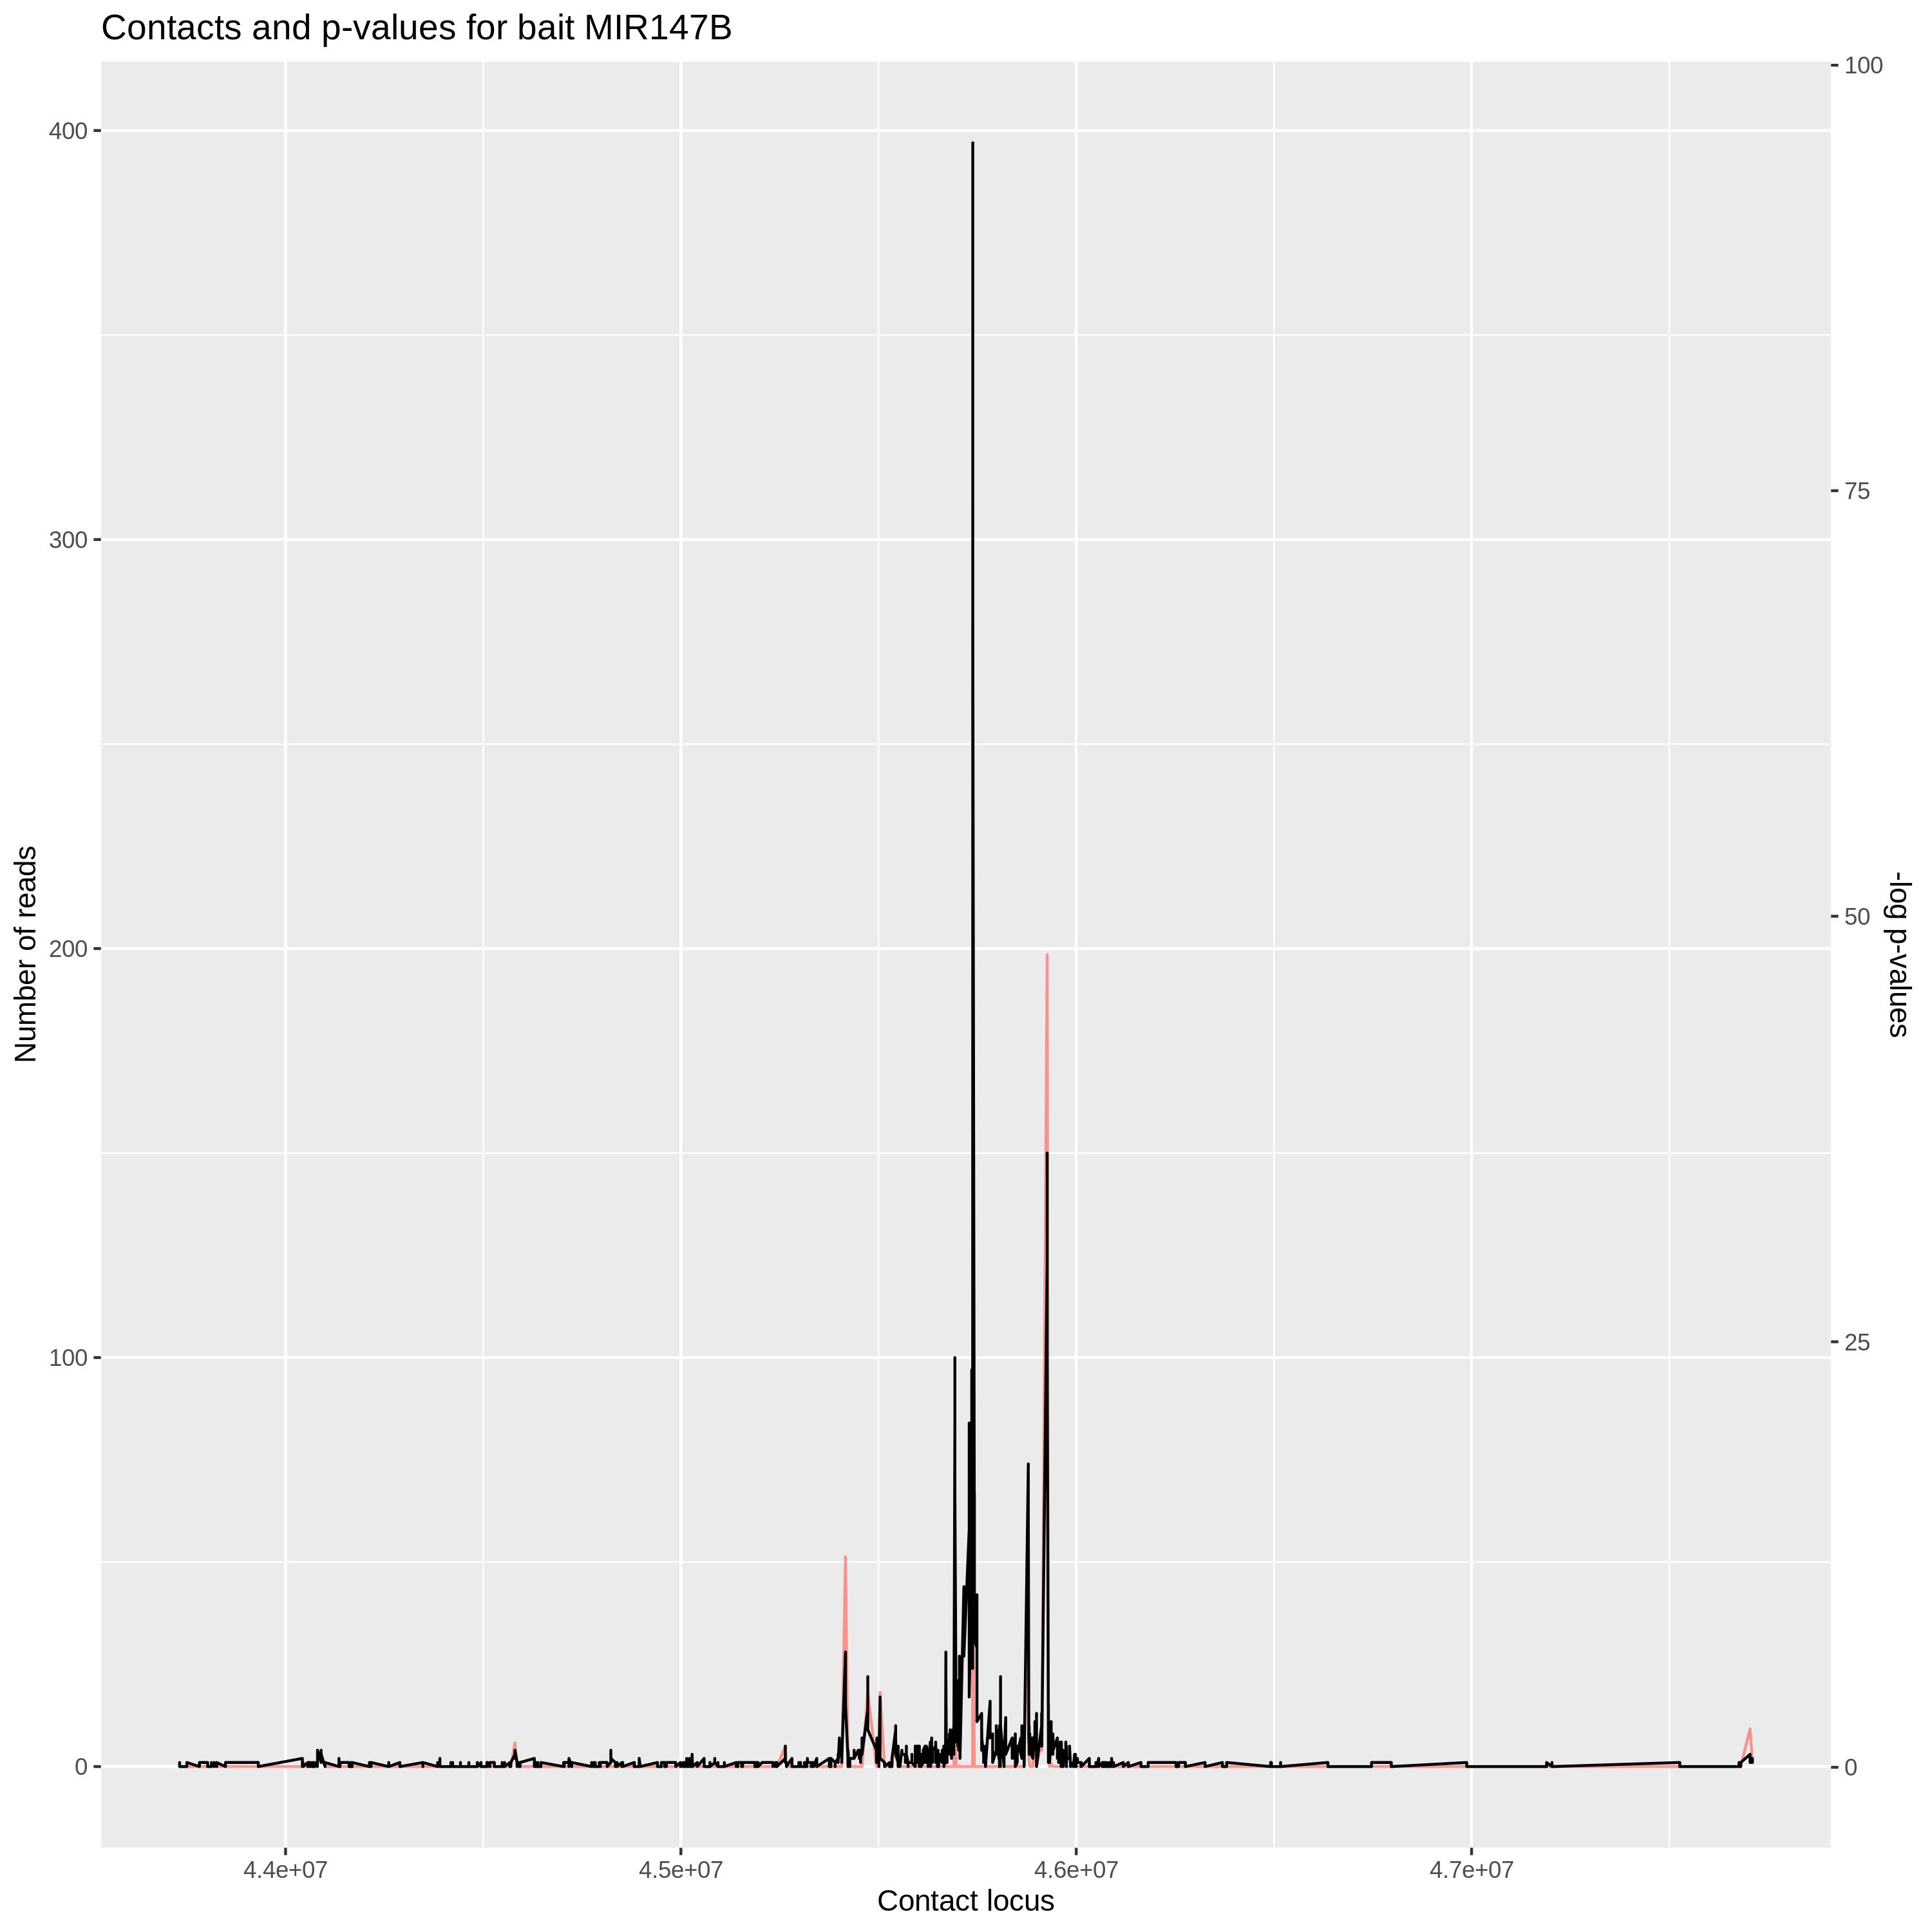 Contacts and p-values for bait MIR147B
400
300
200
100
0
Number of reads
100
75
50
25
0
-log p-values
4.4e+07
4.5e+07
4.6e+07
4.7e+07
Contact locus